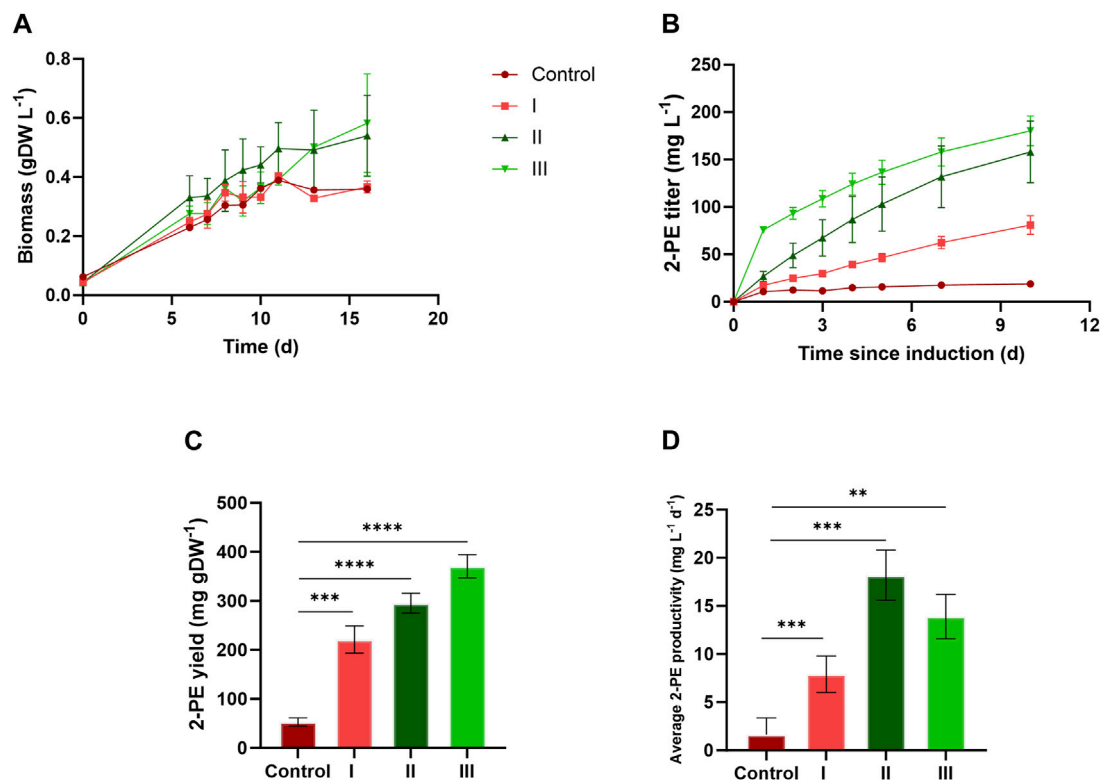 A
Biomass (gDW L-1)
0.8
0.6
0.4
0.2
0.0
0 5 10 15 20
Time (d)
Control
I
II
III
B
2-PE titer (mg L-1)
250
200
150
100
50
0
0 3 6 9 12
Time since induction (d)
C
2-PE yield (mg gDW-1)
500
400
300
200
100
0
****
****
***
Control I II III
D
Average 2-PE productivity (mg L-1 d-1)
25
20
15
10
5
0
**
***
***
Control I II III